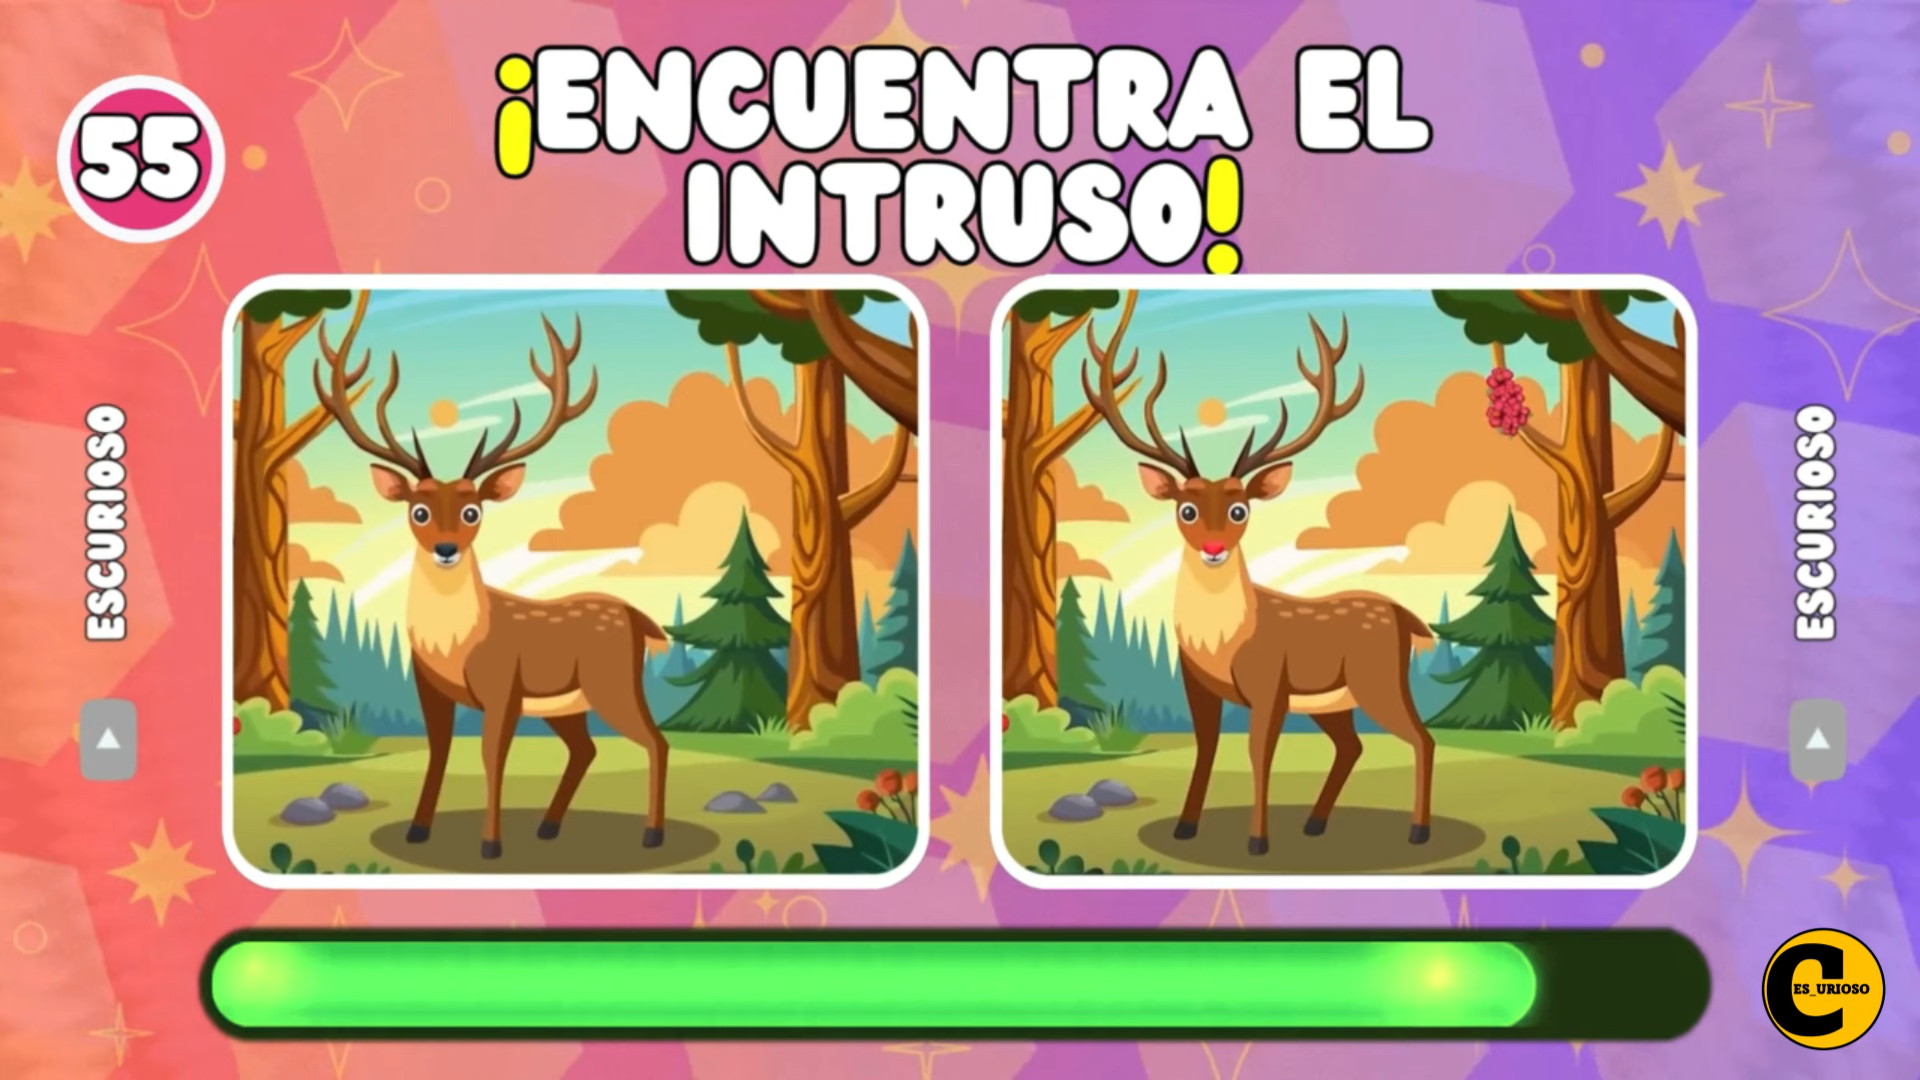 ¡ENCUENTRA EL
INTRUSO!
55
ESCURIOSO
ESCURIOSO
C
ES_URIOSO